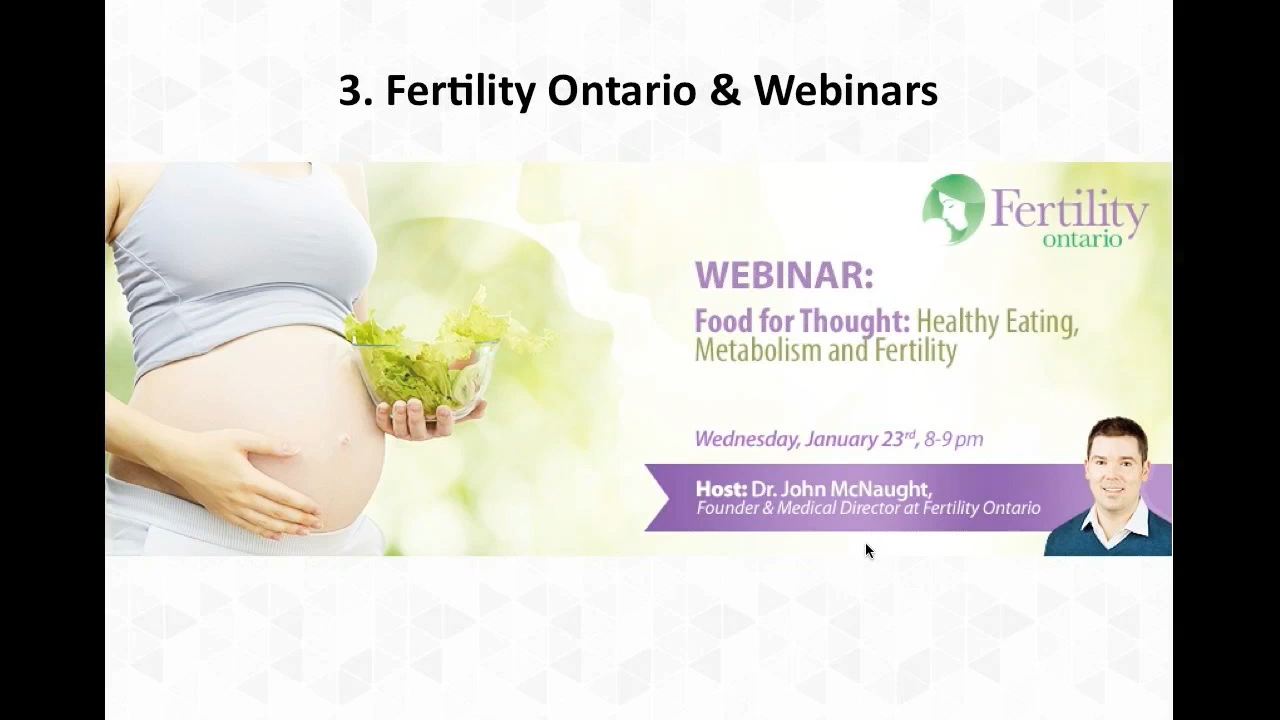 3. Fertility Ontario & Webinars
Fertility
ontario
WEBINAR:
Food for Thought: Healthy Eating,
Metabolism and Fertility
Wednesday, January 23rd, 8-9 pm
Host: Dr. John McNaught,
Founder & Medical Director at Fertility Ontario